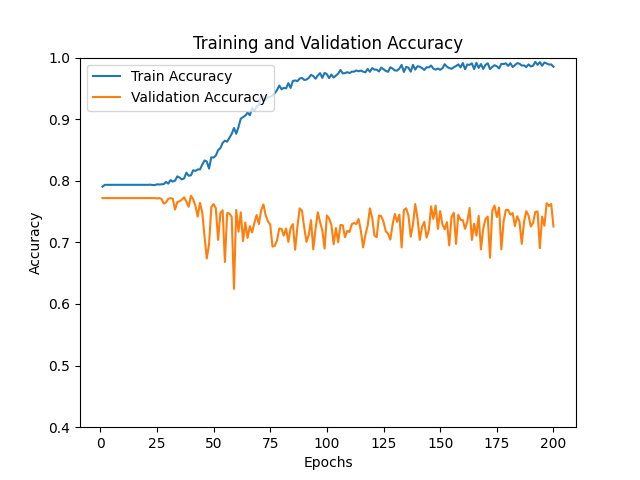 Training and Validation Accuracy
Train Accuracy
Validation Accuracy
1.0
0.9
0.8
0.7
0.6
0.5
0.4
Accuracy
0 25 50 75 100 125 150 175 200
Epochs